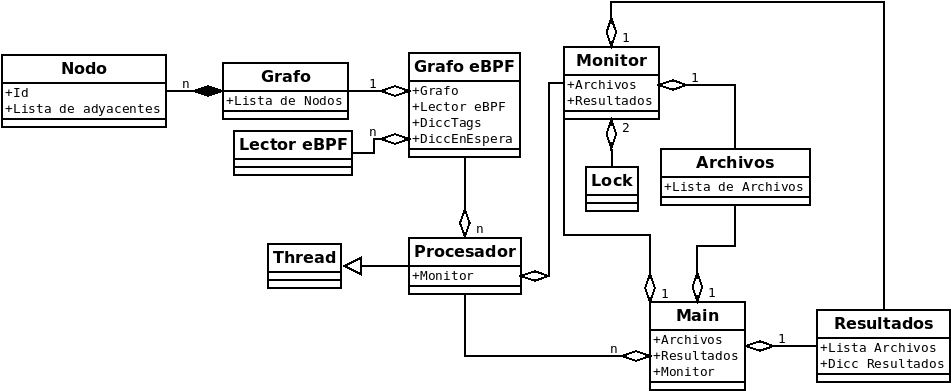 1
Monitor
+Archivos
+Resultados
Nodo
+Id
+Lista de adyacentes
n
Grafo
+Lista de Nodos
1
Grafo eBPF
+Grafo
+Lector eBPF
+DiccTags
+DiccEnEspera
1
2
n
Lector eBPF
Lock
Archivos
+Lista de Archivos
n
Thread
Procesador
+Monitor
1
1
Main
+Archivos
+Resultados
+Monitor
n
1
Resultados
+Lista Archivos
+Dicc Resultados